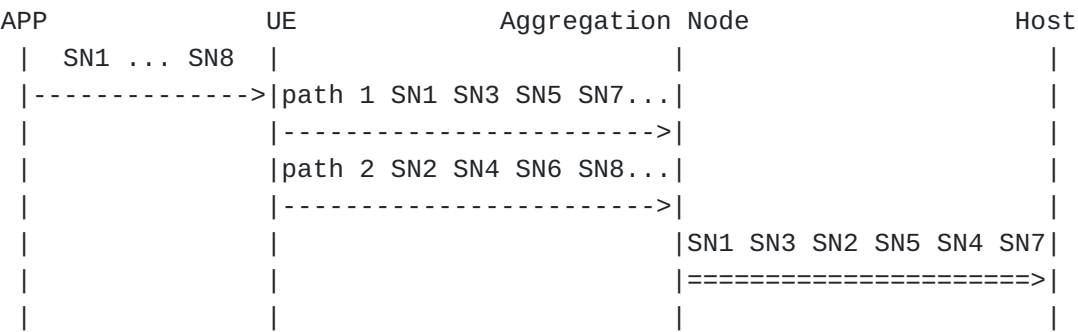 APP UE Aggregation Node Host
| SN1 ... SN8 | | |
|-------------->|path 1 SN1 SN3 SN5 SN7...| |
| |------------------------>| |
| |path 2 SN2 SN4 SN6 SN8...| |
| |------------------------>| |
| | |SN1 SN3 SN2 SN5 SN4 SN7|
| | |======================>|
| | | |